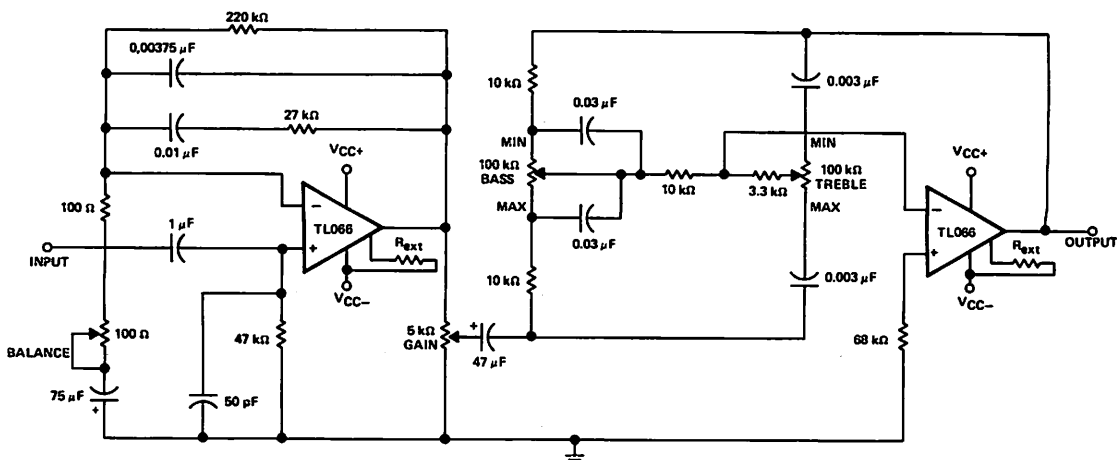 220 kΩ
0,00375 µF
27 kΩ
0.01 µF
VCC+
100 Ω
1 µF
TL066
−
+
INPUT
Rext
VCC−
100 Ω
BALANCE
47 kΩ
75 µF
+
50 pF
5 kΩ
GAIN
+
47 µF
10 kΩ
0.03 µF
MIN
100 kΩ
BASS
MAX
0.03 µF
10 kΩ
10 kΩ
3.3 kΩ
0.003 µF
MIN
100 kΩ
TREBLE
MAX
0.003 µF
VCC+
−
TL066
+
Rext
OUTPUT
VCC−
68 kΩ